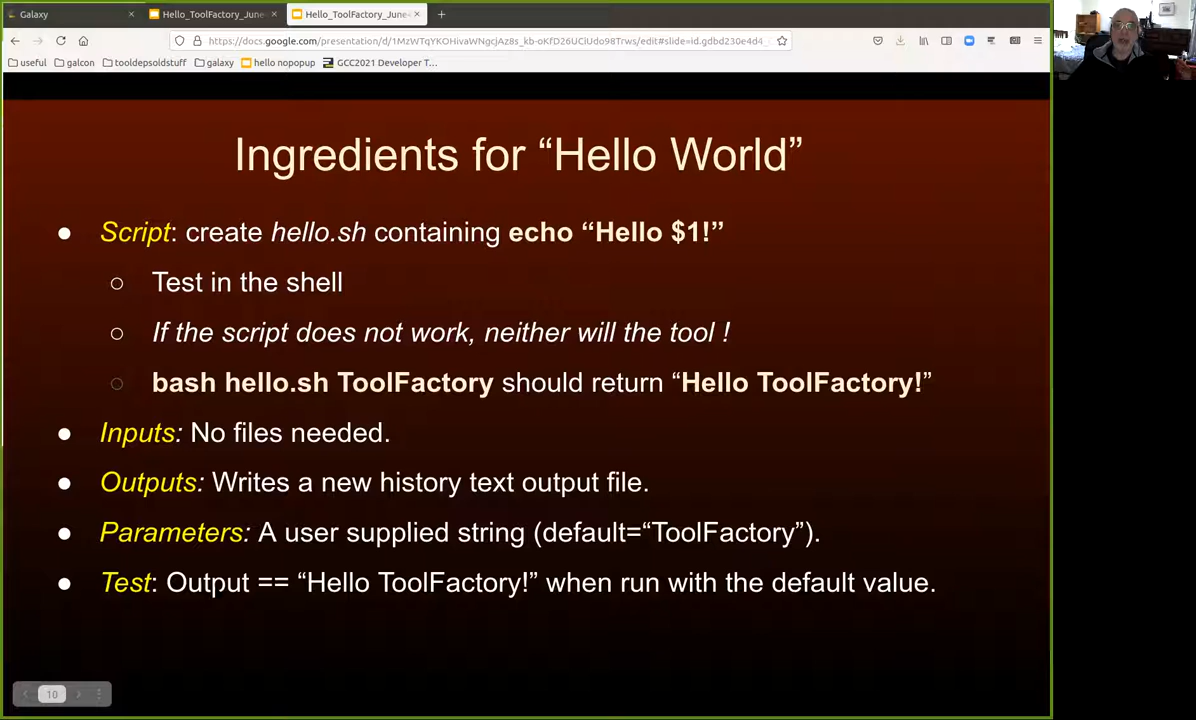 Galaxy
Hello_ToolFactory_June
Hello_ToolFactory_June
https://docs.google.com/presentation/d/1MzWTqYKOHivaWNgcjAz8s_kb-oKfD26UCiUdo98Trws/edit#slide=id.gdbd230e4d4_
useful galcon tooldepsoldstuff galaxy hello nopopup GCC2021 Developer T…
Ingredients for “Hello World”
● Script: create hello.sh containing echo “Hello $1!”
○ Test in the shell
○ If the script does not work, neither will the tool !
○ bash hello.sh ToolFactory should return “Hello ToolFactory!”
● Inputs: No files needed.
● Outputs: Writes a new history text output file.
● Parameters: A user supplied string (default=“ToolFactory”).
● Test: Output == “Hello ToolFactory!” when run with the default value.
10